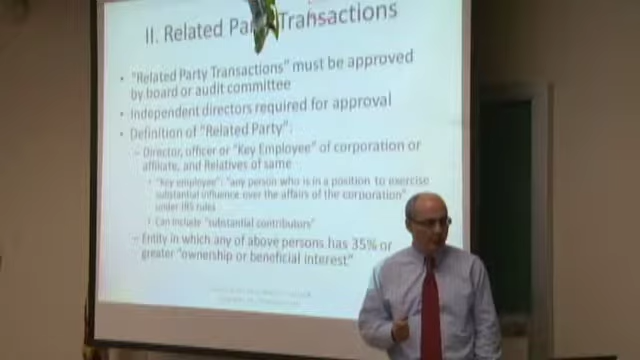 II. Related Transactions
• "Related Party Transactions" must be approved
by board or audit committee
• Independent directors required for approval
• Definition of "Related Party":
– Director, officer or "Key Employee" of corporation or
affiliate, and Relatives of same
• "Key employee": "any person who is in a position to exercise
substantial influence over the affairs of the corporation"
under IRS rules
• Can include "substantial contributors"
– Entity in which any of above persons has 35% or
greater "ownership or beneficial interest"